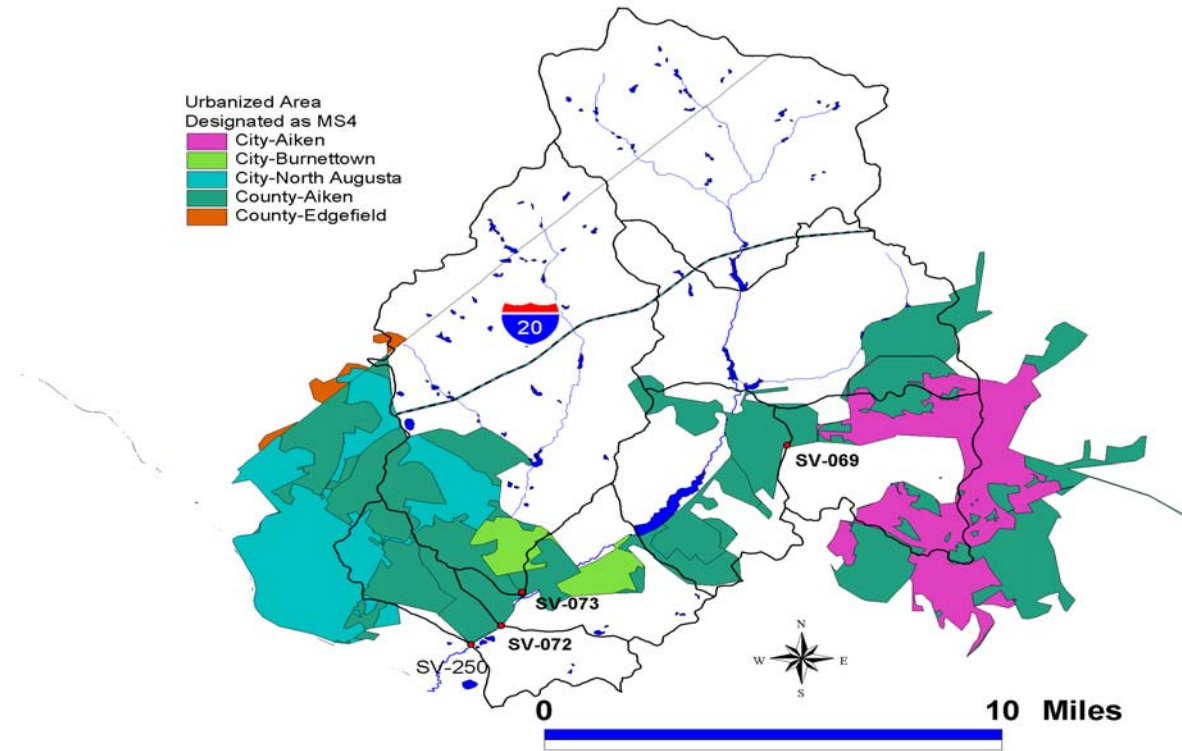 Urbanized Area
Designated as MS4
City-Aiken
City-Burnettown
City-North Augusta
County-Aiken
County-Edgefield
20
SV-069
SV-073
SV-072
SV-250
N
W E
S
0 10 Miles